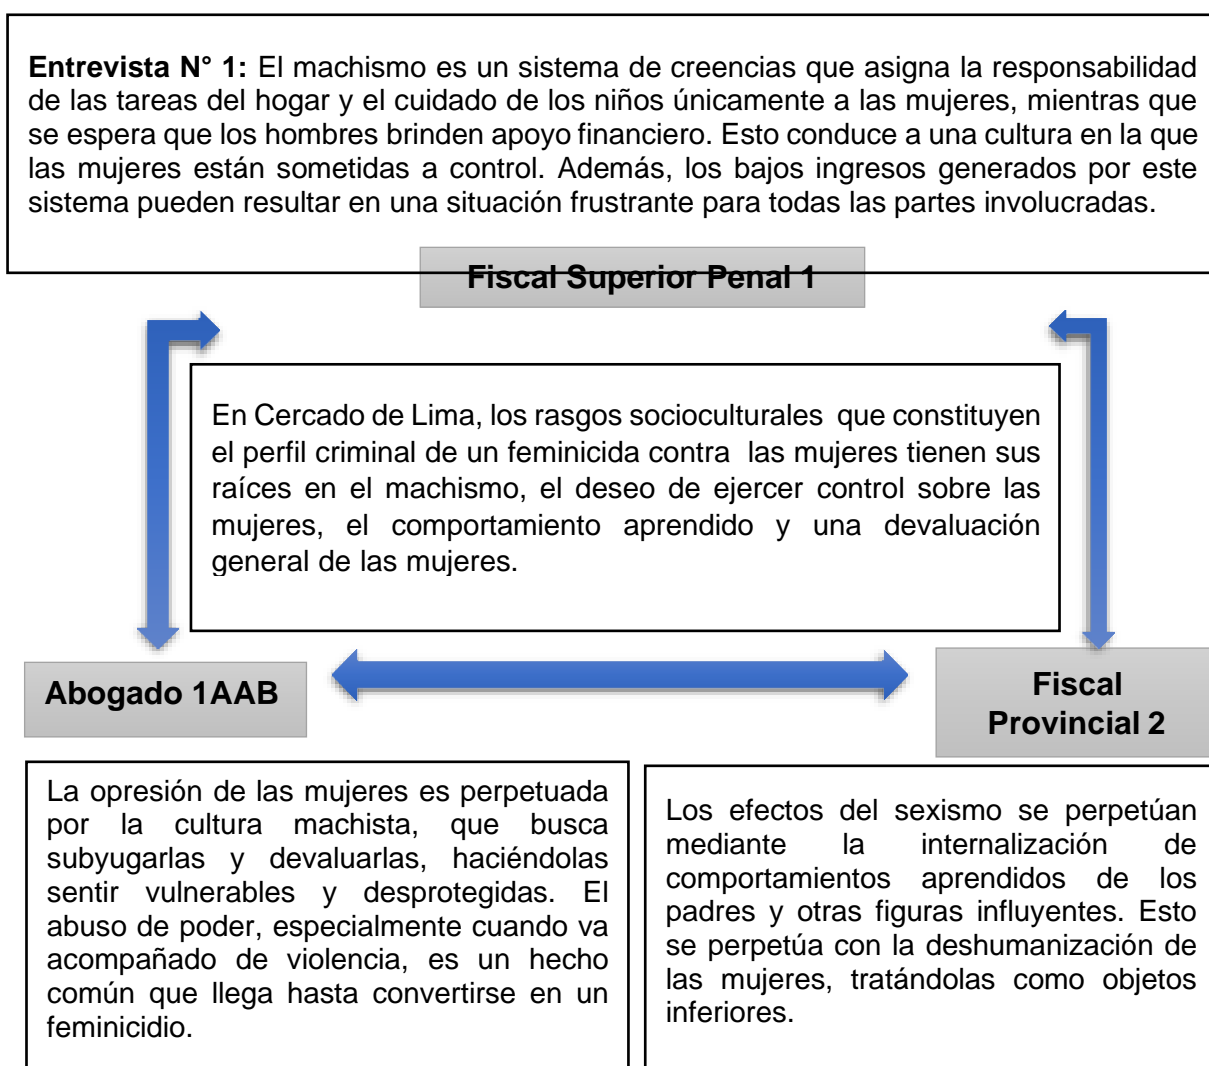 Entrevista N° 1: El machismo es un sistema de creencias que asigna la responsabilidad
de las tareas del hogar y el cuidado de los niños únicamente a las mujeres, mientras que
se espera que los hombres brinden apoyo financiero. Esto conduce a una cultura en la que
las mujeres están sometidas a control. Además, los bajos ingresos generados por este
sistema pueden resultar en una situación frustrante para todas las partes involucradas.
Fiscal Superior Penal 1
En Cercado de Lima, los rasgos socioculturales que constituyen
el perfil criminal de un feminicida contra las mujeres tienen sus
raíces en el machismo, el deseo de ejercer control sobre las
mujeres, el comportamiento aprendido y una devaluación
general de las mujeres.
Abogado 1AAB
Fiscal
Provincial 2
La opresión de las mujeres es perpetuada
por la cultura machista, que busca
subyugarlas y devaluarlas, haciéndolas
sentir vulnerables y desprotegidas. El
abuso de poder, especialmente cuando va
acompañado de violencia, es un hecho
común que llega hasta convertirse en un
feminicidio.
Los efectos del sexismo se perpetúan
mediante la internalización de
comportamientos aprendidos de los
padres y otras figuras influyentes. Esto
se perpetúa con la deshumanización de
las mujeres, tratándolas como objetos
inferiores.